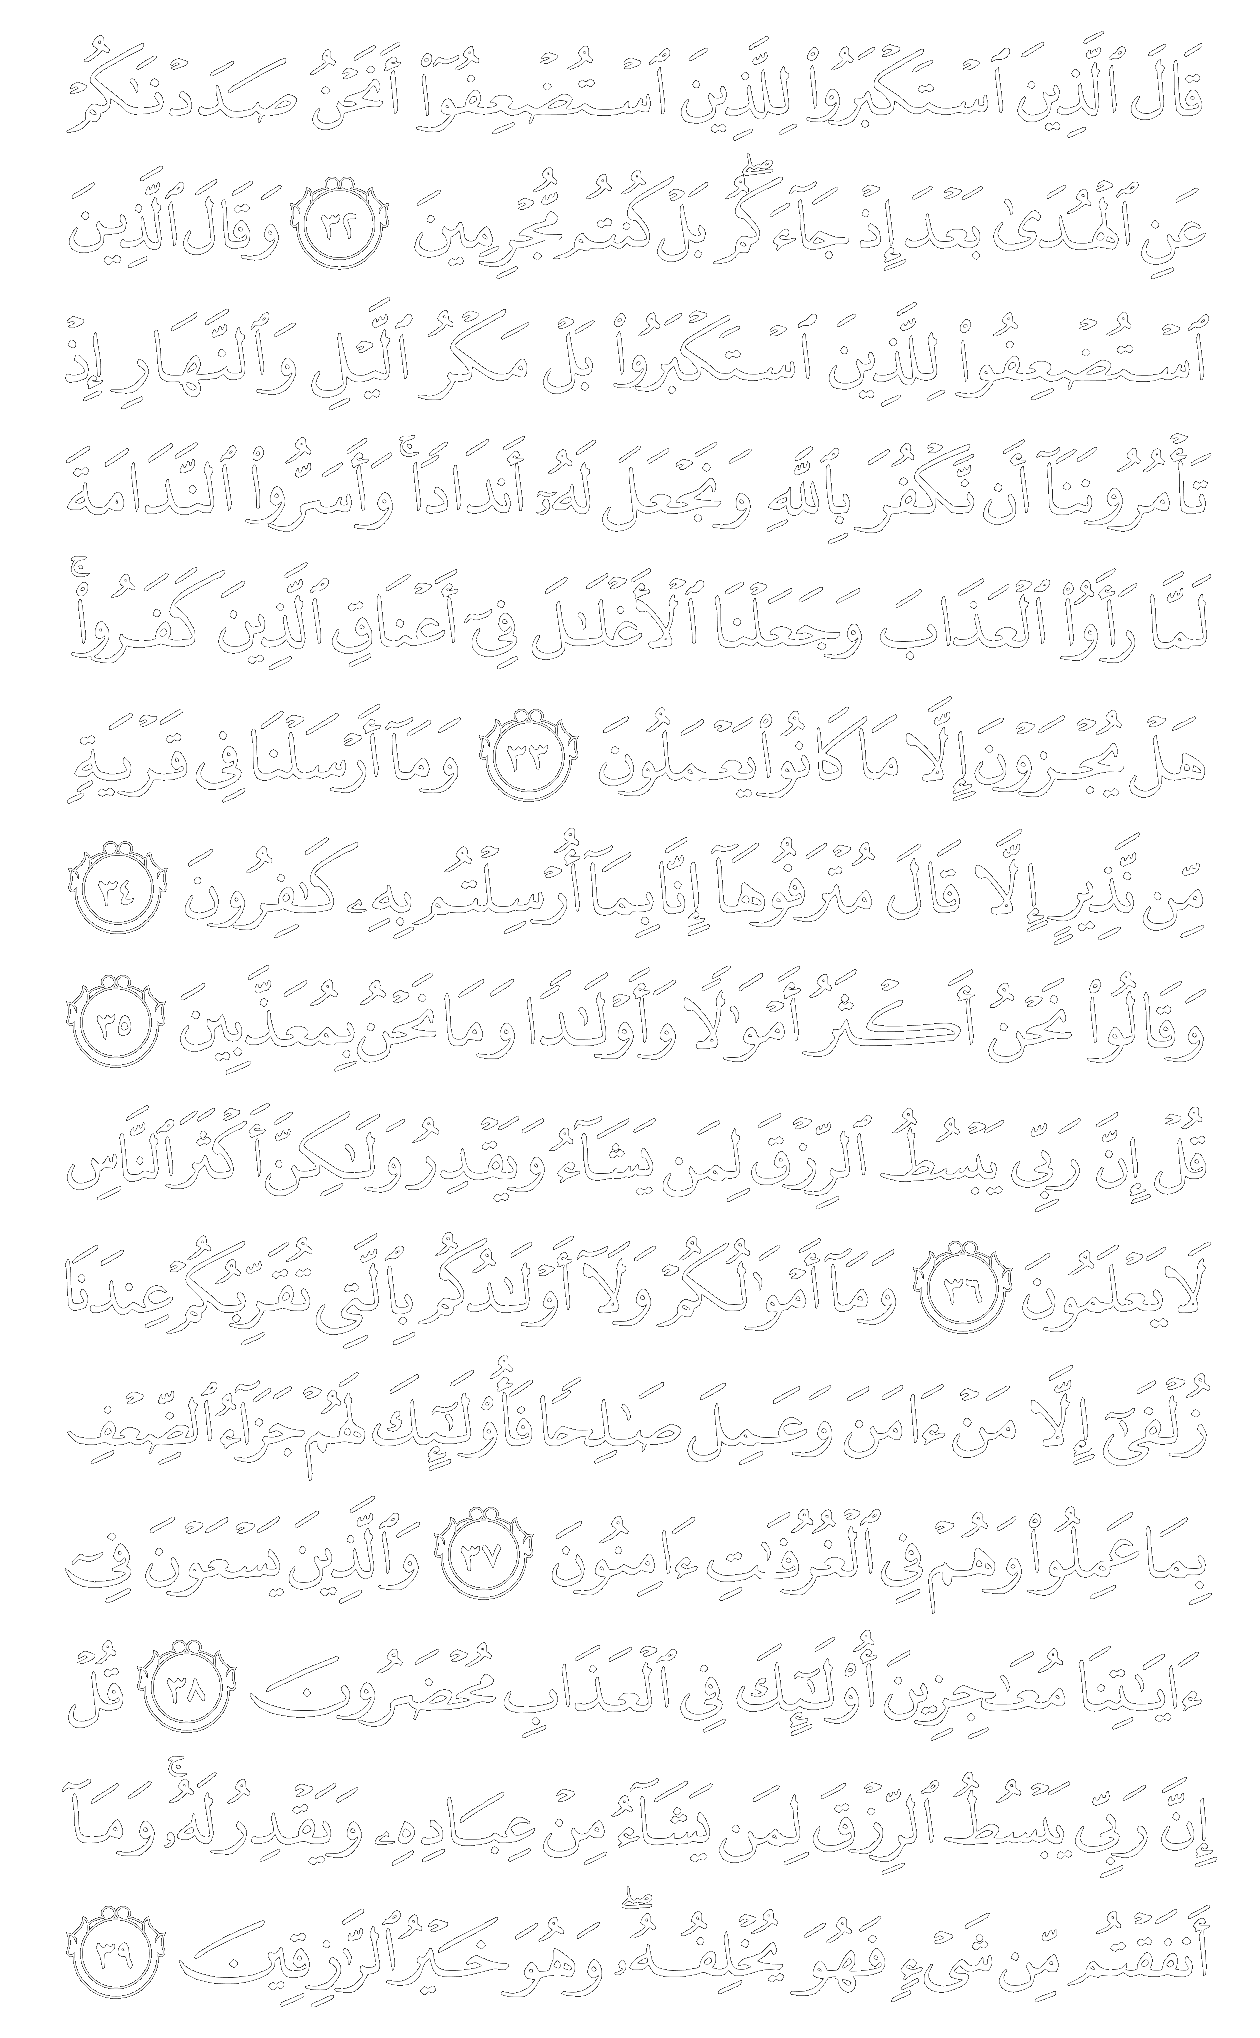 قَالَ ٱلَّذِينَ ٱسْتَكْبَرُوا۟ لِلَّذِينَ ٱسْتُضْعِفُوٓا۟ أَنَحْنُ صَدَدْنَـٰكُمْ
عَنِ ٱلْهُدَىٰ بَعْدَ إِذْ جَآءَكُم ۖ بَلْ كُنتُم مُّجْرِمِينَ ٣٢ وَقَالَ ٱلَّذِينَ
ٱسْتُضْعِفُوا۟ لِلَّذِينَ ٱسْتَكْبَرُوا۟ بَلْ مَكْرُ ٱلَّيْلِ وَٱلنَّهَارِ إِذْ
تَأْمُرُونَنَآ أَن نَّكْفُرَ بِٱللَّهِ وَنَجْعَلَ لَهُۥٓ أَندَادًا ۚ وَأَسَرُّوا۟ ٱلنَّدَامَةَ
لَمَّا رَأَوُا۟ ٱلْعَذَابَ وَجَعَلْنَا ٱلْأَغْلَـٰلَ فِىٓ أَعْنَاقِ ٱلَّذِينَ كَفَرُوا۟ ۚ
هَلْ يُجْزَوْنَ إِلَّا مَا كَانُوا۟ يَعْمَلُونَ ٣٣ وَمَآ أَرْسَلْنَا فِى قَرْيَةٍ
مِّن نَّذِيرٍ إِلَّا قَالَ مُتْرَفُوهَآ إِنَّا بِمَآ أُرْسِلْتُم بِهِۦ كَـٰفِرُونَ ٣٤
وَقَالُوا۟ نَحْنُ أَكْثَرُ أَمْوَٰلًا وَأَوْلَـٰدًا وَمَا نَحْنُ بِمُعَذَّبِينَ ٣٥
قُلْ إِنَّ رَبِّى يَبْسُطُ ٱلرِّزْقَ لِمَن يَشَآءُ وَيَقْدِرُ وَلَـٰكِنَّ أَكْثَرَ ٱلنَّاسِ
لَا يَعْلَمُونَ ٣٦ وَمَآ أَمْوَٰلُكُمْ وَلَآ أَوْلَـٰدُكُم بِٱلَّتِى تُقَرِّبُكُمْ عِندَنَا
زُلْفَىٰٓ إِلَّا مَنْ ءَامَنَ وَعَمِلَ صَـٰلِحًا فَأُو۟لَـٰٓئِكَ لَهُمْ جَزَآءُ ٱلضِّعْفِ
بِمَا عَمِلُوا۟ وَهُمْ فِى ٱلْغُرُفَـٰتِ ءَامِنُونَ ٣٧ وَٱلَّذِينَ يَسْعَوْنَ فِىٓ
ءَايَـٰتِنَا مُعَـٰجِزِينَ أُو۟لَـٰٓئِكَ فِى ٱلْعَذَابِ مُحْضَرُونَ ٣٨ قُلْ
إِنَّ رَبِّى يَبْسُطُ ٱلرِّزْقَ لِمَن يَشَآءُ مِنْ عِبَادِهِۦ وَيَقْدِرُ لَهُۥ ۚ وَمَآ
أَنفَقْتُم مِّن شَىْءٍ فَهُوَ يُخْلِفُهُۥ ۖ وَهُوَ خَيْرُ ٱلرَّٰزِقِينَ ٣٩